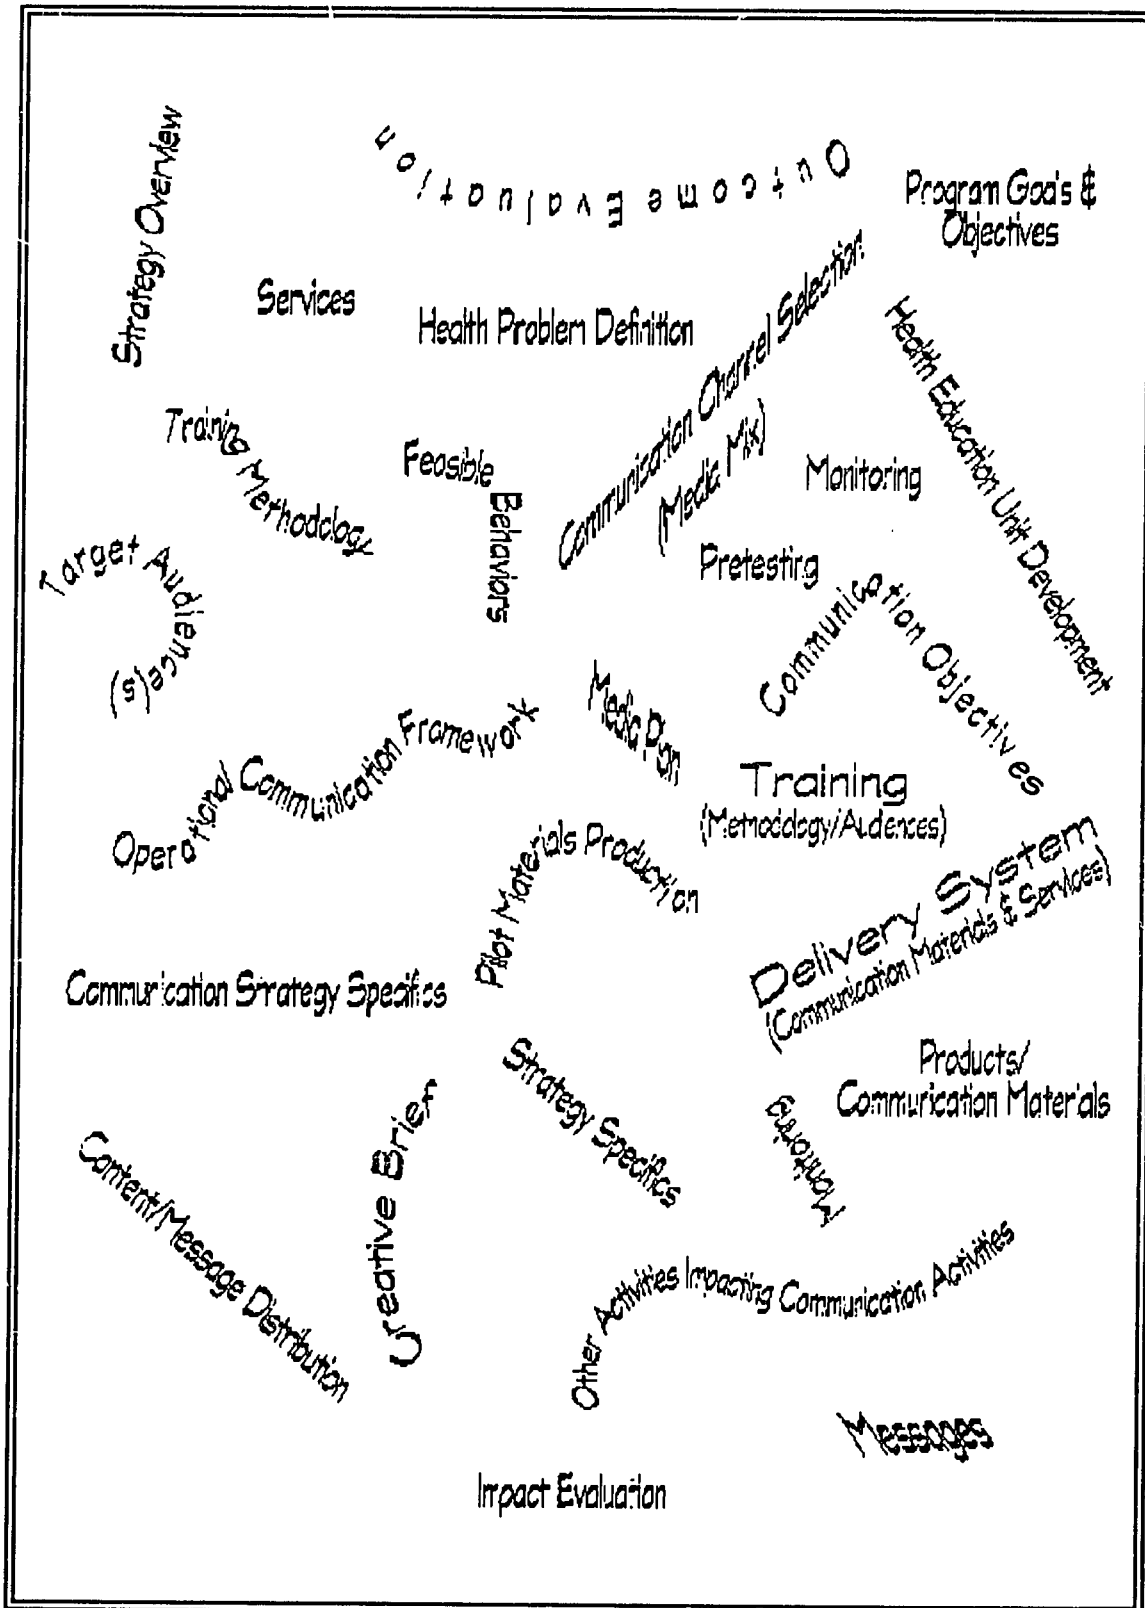 Outcome Evaluation
Strategy Overview
Program Goals &
Objectives
Services
Health Problem Definition
Communication Channel Selection
(Media Mix)
Health Education Unit Development
Training Methodology
Feasible
Behaviors
Monitoring
Pretesting
Target Audience(s)
Communication Objectives
Operational Communication Framework
Media Plan
Training
(Methodology/Audiences)
Pilot Materials Production
Delivery System
(Communication Materials & Services)
Communication Strategy Specifics
Products/
Communication Materials
Strategy Specifics
Monitoring
Creative Brief
Content/Message Distribution
Other Activities Impacting Communication Activities
Messages
Impact Evaluation